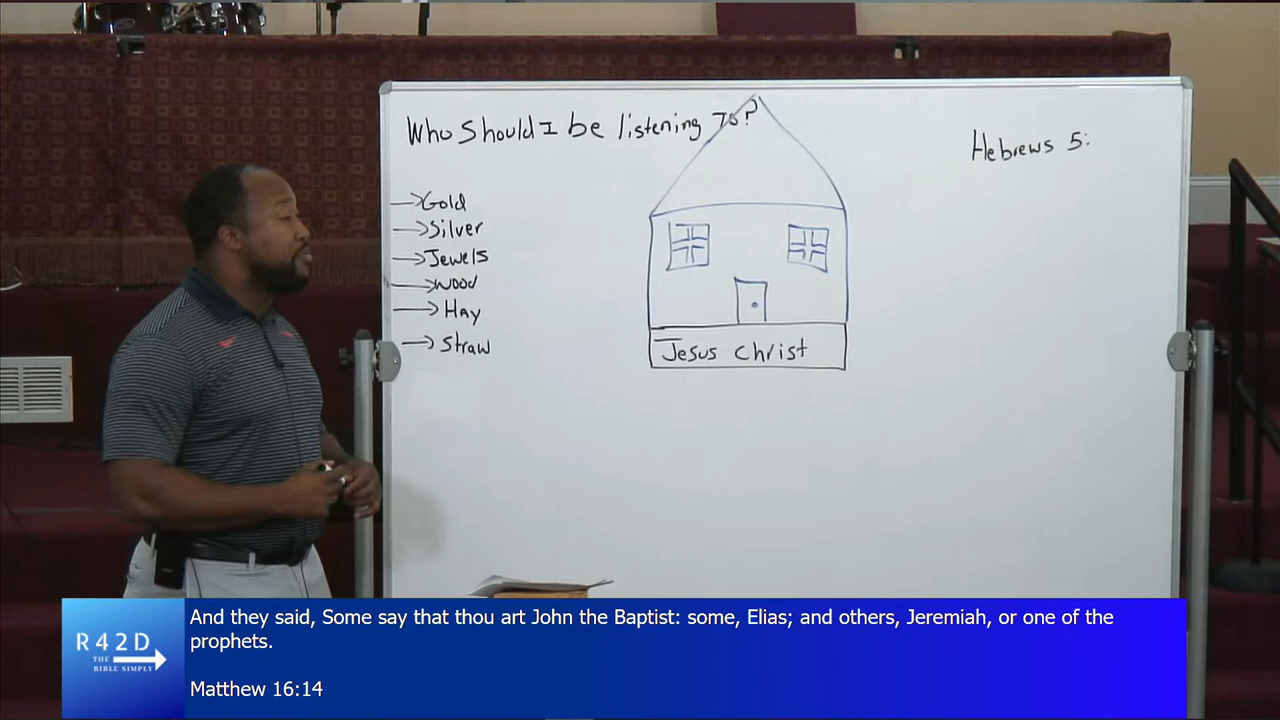 Who Should I be listening To?
Hebrews 5:
Gold
Silver
Jewels
Wood
Hay
Straw
Jesus Christ
R42D
THE
BIBLE SIMPLY
And they said, Some say that thou art John the Baptist: some, Elias; and others, Jeremiah, or one of the
prophets.
Matthew 16:14